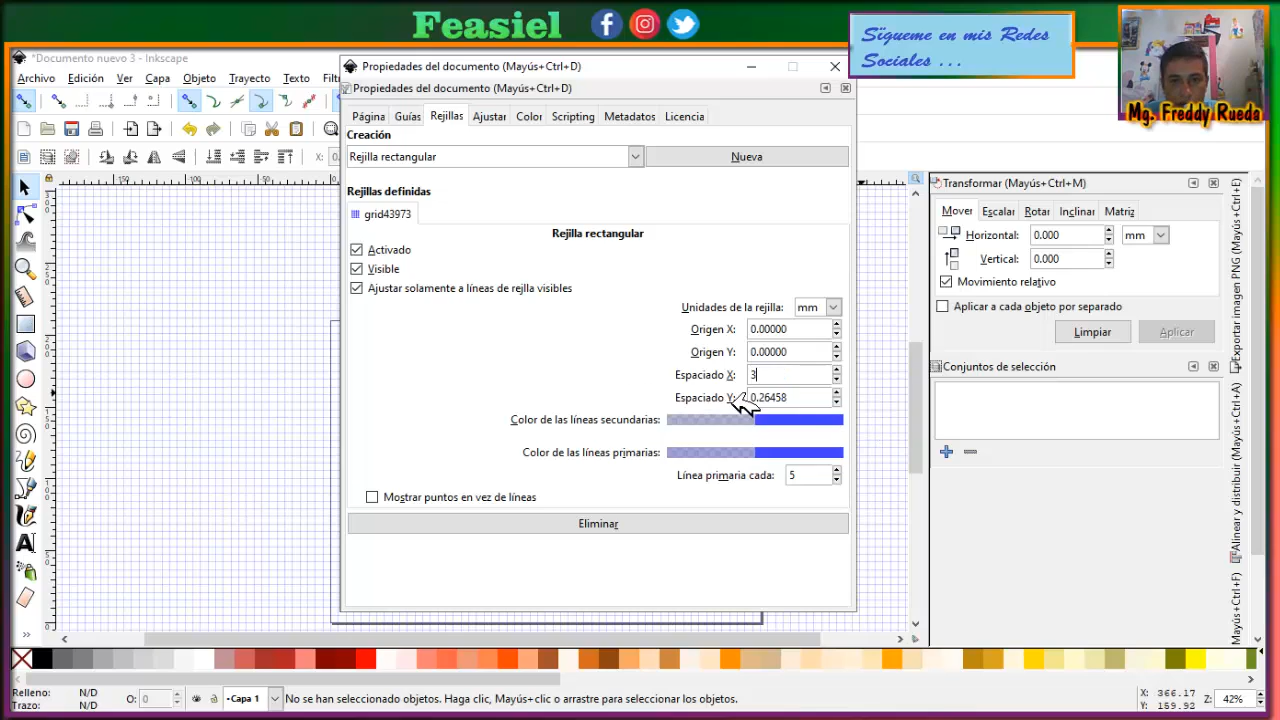 Feasiel
Sïgueme en mis Redes
Sociales ...
Mg. Freddy Rueda
*Documento nuevo 3 - Inkscape
Archivo Edición Ver Capa Objeto Trayecto Texto
Propiedades del documento (Mayús+Ctrl+D)
Propiedades del documento (Mayús+Ctrl+D)
Página Guías Rejillas Ajustar Color Scripting Metadatos Licencia
Creación
Rejilla rectangular
Nueva
X:
Rejillas definidas
grid43973
Rejilla rectangular
Activado
Visible
Ajustar solamente a líneas de rejlla visibles
Unidades de la rejilla: mm
Origen X: 0.00000
Origen Y: 0.00000
Espaciado X: 3
Espaciado Y: 0.26458
Color de las líneas secundarias:
Color de las líneas primarias:
Línea primaria cada: 5
Mostrar puntos en vez de líneas
Eliminar
Transformar (Mayús+Ctrl+M)
Mover Escalar Rotar Inclinar Matriz
Horizontal: 0.000 mm
Vertical: 0.000
Movimiento relativo
Aplicar a cada objeto por separado
Limpiar Aplicar
Conjuntos de selección
Exportar imagen PNG (Mayús+Ctrl+E)
Alinear y distribuir (Mayús+Ctrl+A)
Mayús+Ctrl+F)
Relleno: N/D
Trazo: N/D
O: 0
•Capa 1
No se han seleccionado objetos. Haga clic, Mayús+clic o arrastre para seleccionar los objetos.
X: 366.17
Y: 159.92
Z: 42%